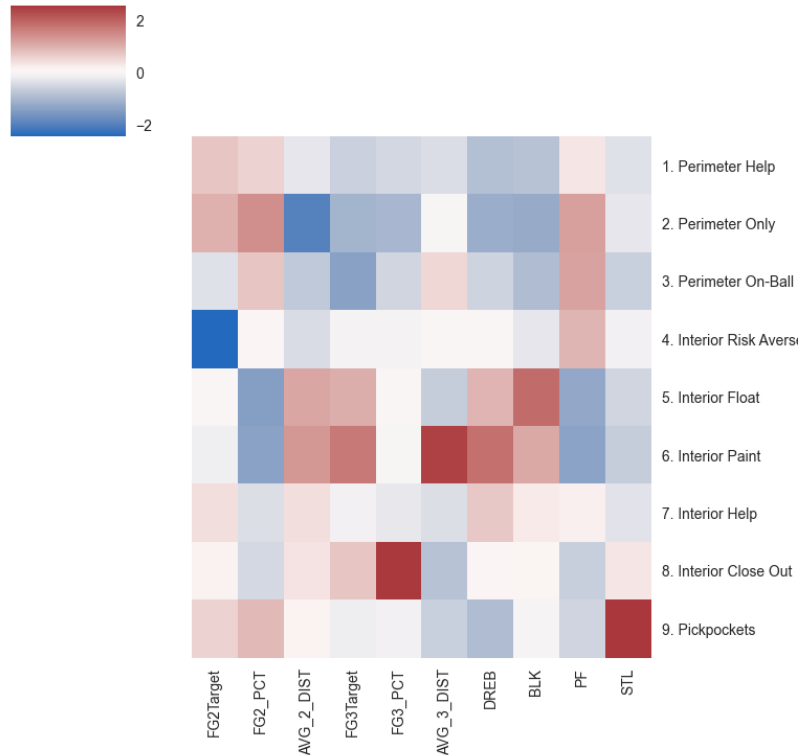 2
0
−2
1. Perimeter Help
2. Perimeter Only
3. Perimeter On-Ball
4. Interior Risk Averse
5. Interior Float
6. Interior Paint
7. Interior Help
8. Interior Close Out
9. Pickpockets
FG2Target
FG2_PCT
AVG_2_DIST
FG3Target
FG3_PCT
AVG_3_DIST
DREB
BLK
PF
STL